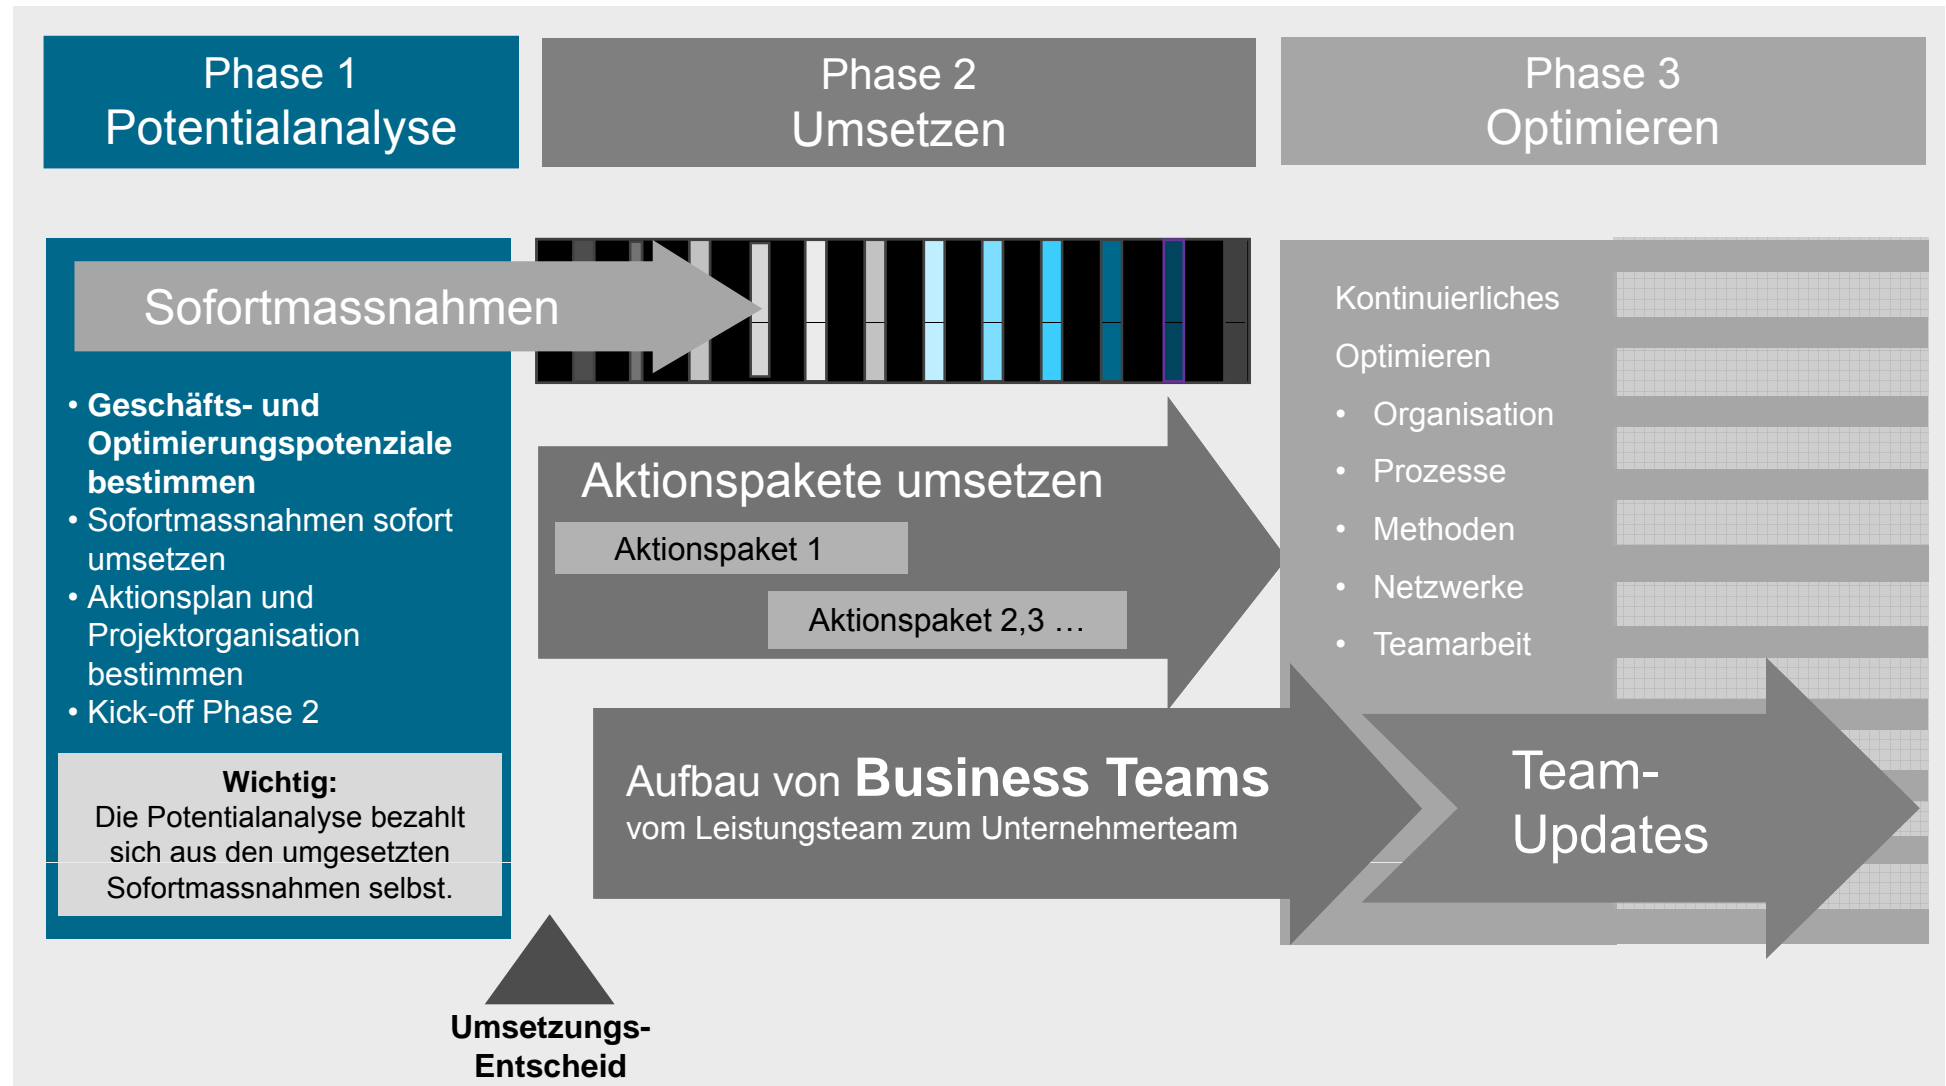 Phase 1
Potentialanalyse
Phase 2
Umsetzen
Phase 3
Optimieren
Sofortmassnahmen
• Geschäfts- und
Optimierungspotenziale
bestimmen
• Sofortmassnahmen sofort
umsetzen
• Aktionsplan und
Projektorganisation
bestimmen
• Kick-off Phase 2
Wichtig:
Die Potentialanalyse bezahlt
sich aus den umgesetzten
Sofortmassnahmen selbst.
Umsetzungs-
Entscheid
Aktionspakete umsetzen
Aktionspaket 1
Aktionspaket 2,3 …
Aufbau von Business Teams
vom Leistungsteam zum Unternehmerteam
Kontinuierliches
Optimieren
• Organisation
• Prozesse
• Methoden
• Netzwerke
• Teamarbeit
Team-
Updates